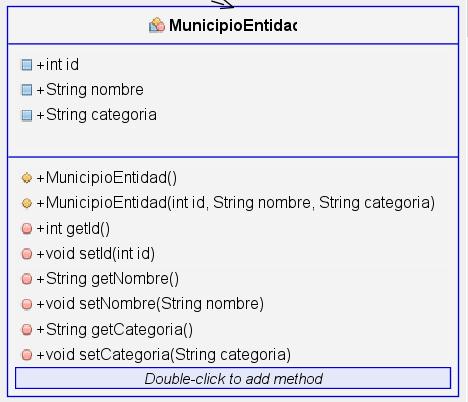 MunicipioEntidad
+int id
+String nombre
+String categoria
+MunicipioEntidad()
+MunicipioEntidad(int id, String nombre, String categoria)
+int getId()
+void setId(int id)
+String getNombre()
+void setNombre(String nombre)
+String getCategoria()
+void setCategoria(String categoria)
Double-click to add method